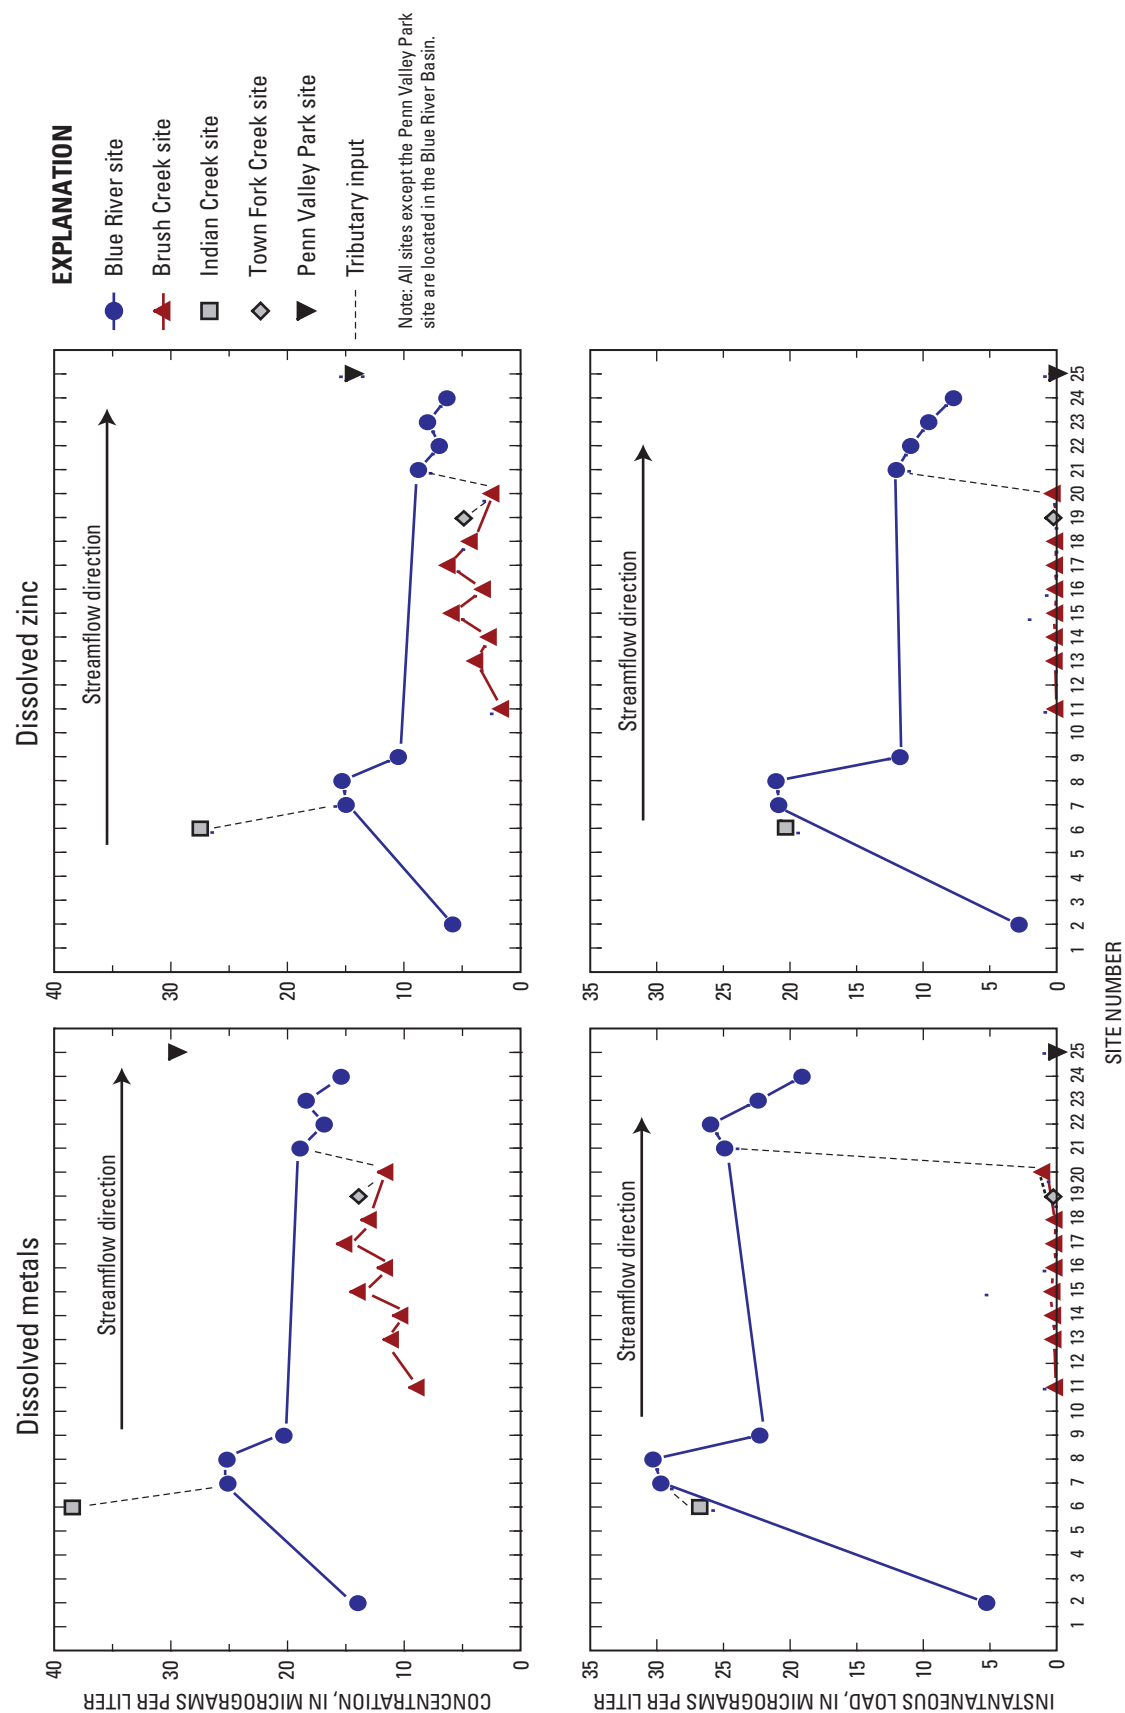 Dissolved metals
Dissolved zinc
CONCENTRATION, IN MICROGRAMS PER LITER
40
30
20
10
0
Streamflow direction
40
30
20
10
0
Streamflow direction
INSTANTANEOUS LOAD, IN MICROGRAMS PER LITER
35
30
25
20
15
10
5
0
Streamflow direction
1 2 3 4 5 6 7 8 9 10 11 12 13 14 15 16 17 18 19 20 21 22 23 24 25
35
30
25
20
15
10
5
0
Streamflow direction
1 2 3 4 5 6 7 8 9 10 11 12 13 14 15 16 17 18 19 20 21 22 23 24 25
SITE NUMBER
EXPLANATION
Blue River site
Brush Creek site
Indian Creek site
Town Fork Creek site
Penn Valley Park site
Tributary input
Note: All sites except the Penn Valley Park
site are located in the Blue River Basin.